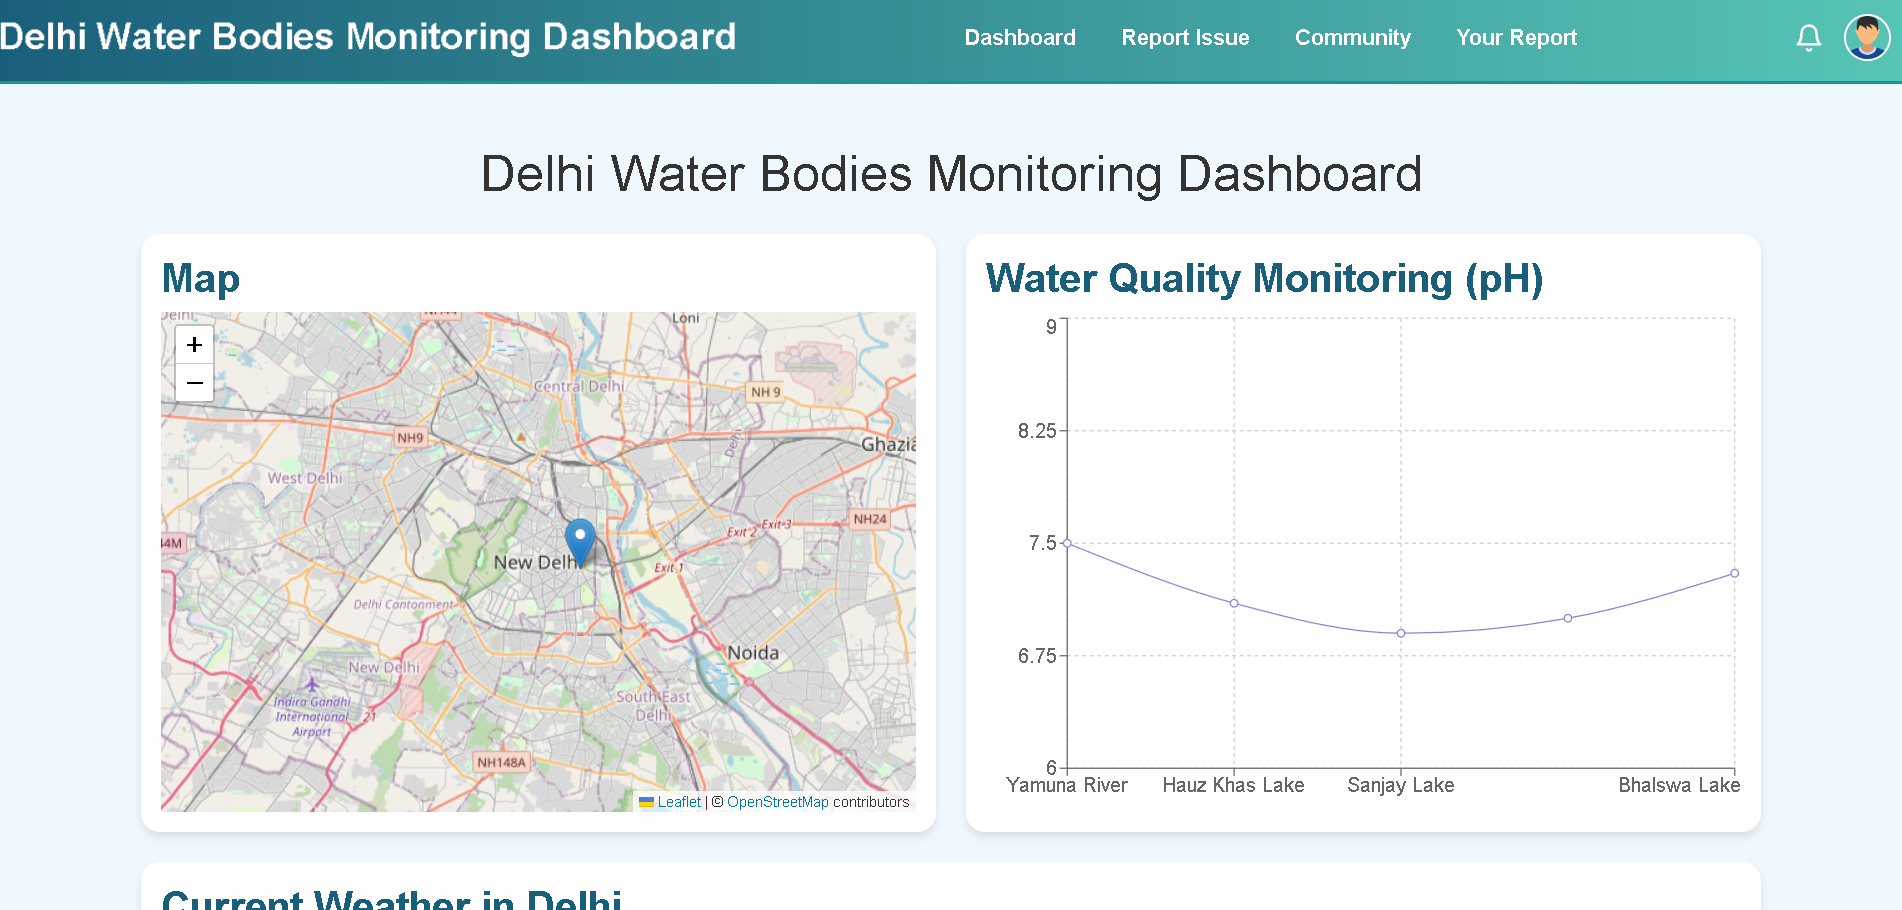 Delhi Water Bodies Monitoring Dashboard
Dashboard
Report Issue
Community
Your Report
Delhi Water Bodies Monitoring Dashboard
Map
+
−
Loni
Central Delhi
NH 9
NH9
Delhi
Ghazia
West Delhi
NH24
Exit 2
Exit 3
44M
New Delhi
Exit 1
Delhi Cantonment
Noida
New Delhi
South East
Delhi
Indira Gandhi
International
Airport
21
NH148A
Leaflet | © OpenStreetMap contributors
Water Quality Monitoring (pH)
9
8.25
7.5
6.75
6
Yamuna River
Hauz Khas Lake
Sanjay Lake
Bhalswa Lake
Current Weather in Delhi